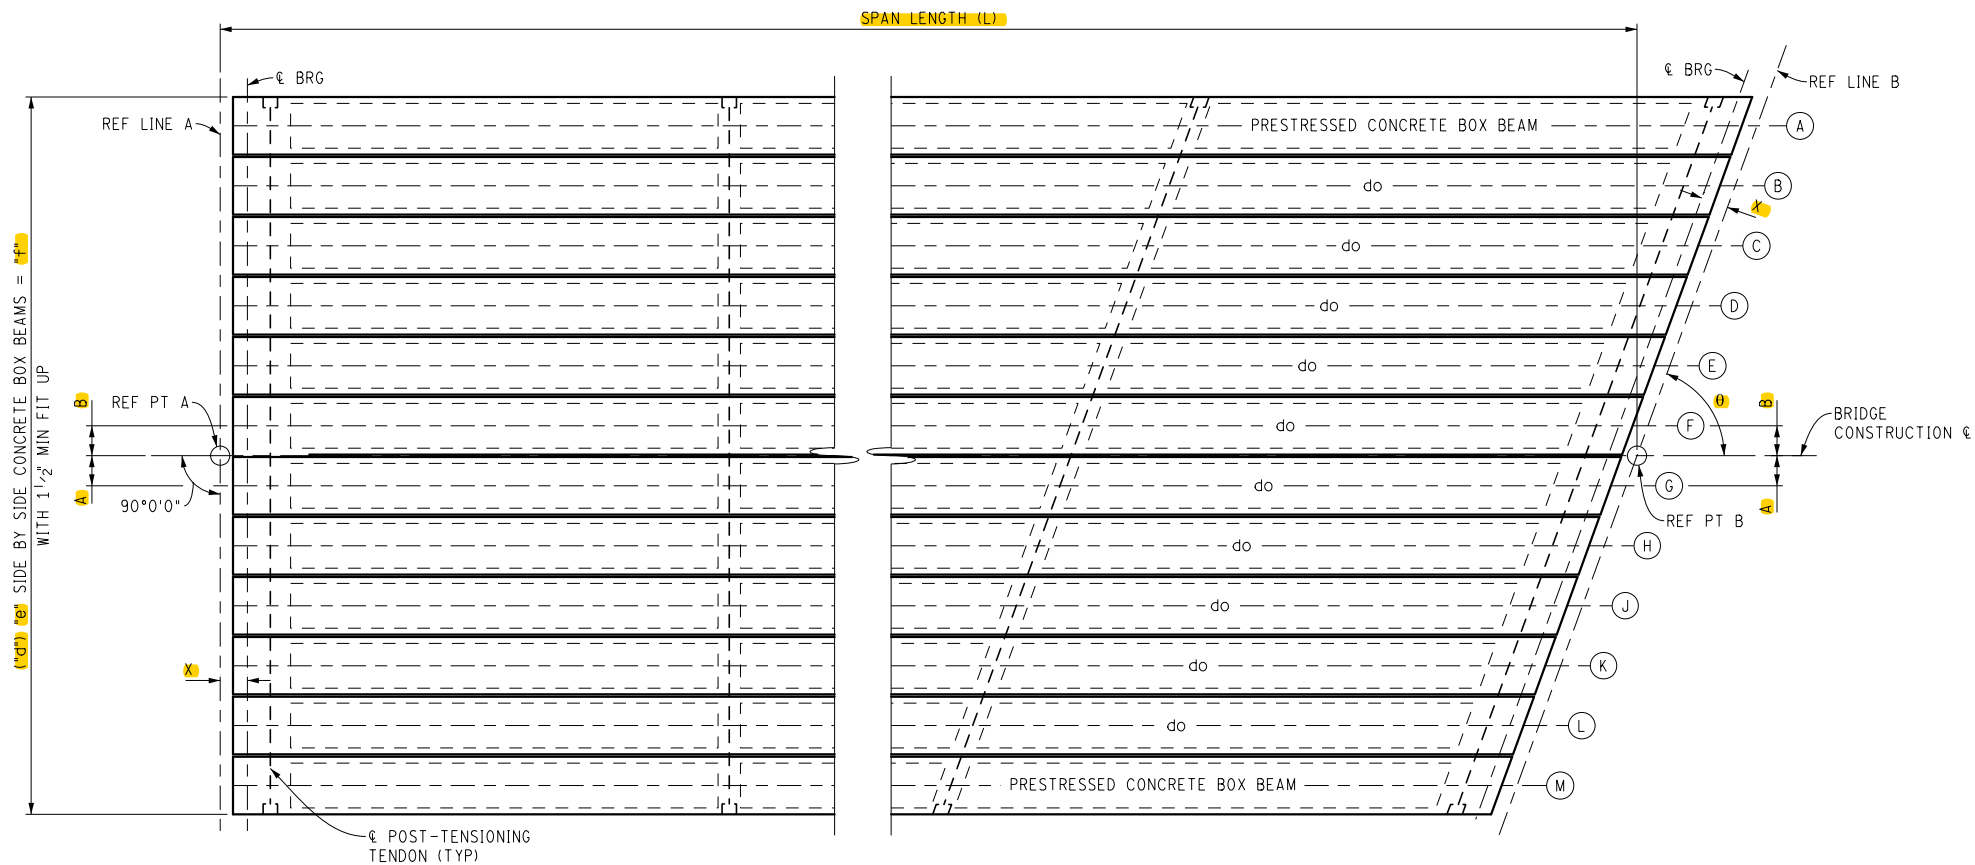 SPAN LENGTH (L)
℄ BRG
℄ BRG
REF LINE B
REF LINE A
PRESTRESSED CONCRETE BOX BEAM
A
do
B
X
do
C
do
D
do
E
("d") "e" SIDE BY SIDE CONCRETE BOX BEAMS = "f"
WITH 1 1/2" MIN FIT UP
B
REF PT A
A
90°0'0"
θ
B
do
F
BRIDGE
CONSTRUCTION ℄
do
G
A
REF PT B
do
H
do
J
X
do
K
do
L
PRESTRESSED CONCRETE BOX BEAM
M
℄ POST-TENSIONING
TENDON (TYP)